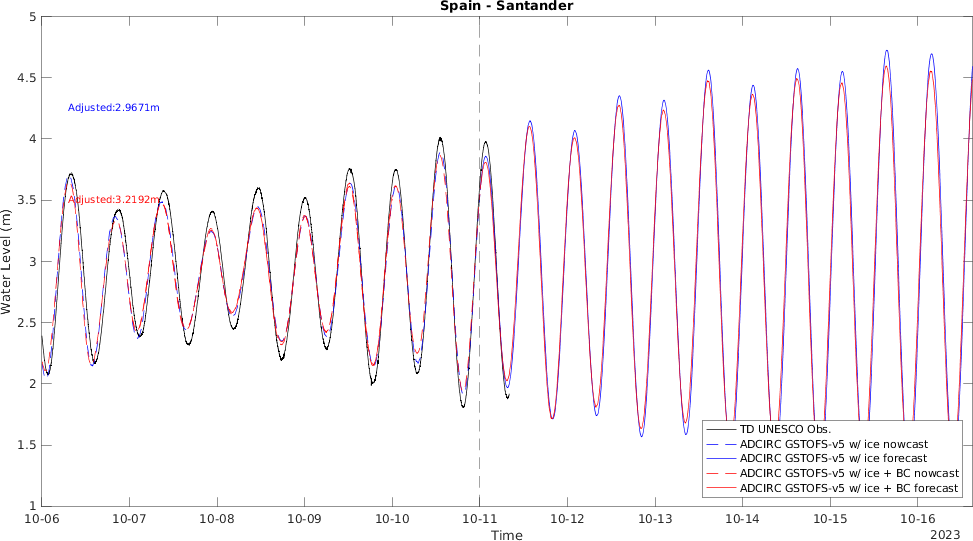 Spain - Santander
5
4.5
4
3.5
3
2.5
2
1.5
1
Water Level (m)
Adjusted:2.9671m
Adjusted:3.2192m
TD UNESCO Obs.
ADCIRC GSTOFS-v5 w/ ice nowcast
ADCIRC GSTOFS-v5 w/ ice forecast
ADCIRC GSTOFS-v5 w/ ice + BC nowcast
ADCIRC GSTOFS-v5 w/ ice + BC forecast
10-06 10-07 10-08 10-09 10-10 10-11 10-12 10-13 10-14 10-15 10-16
Time
2023